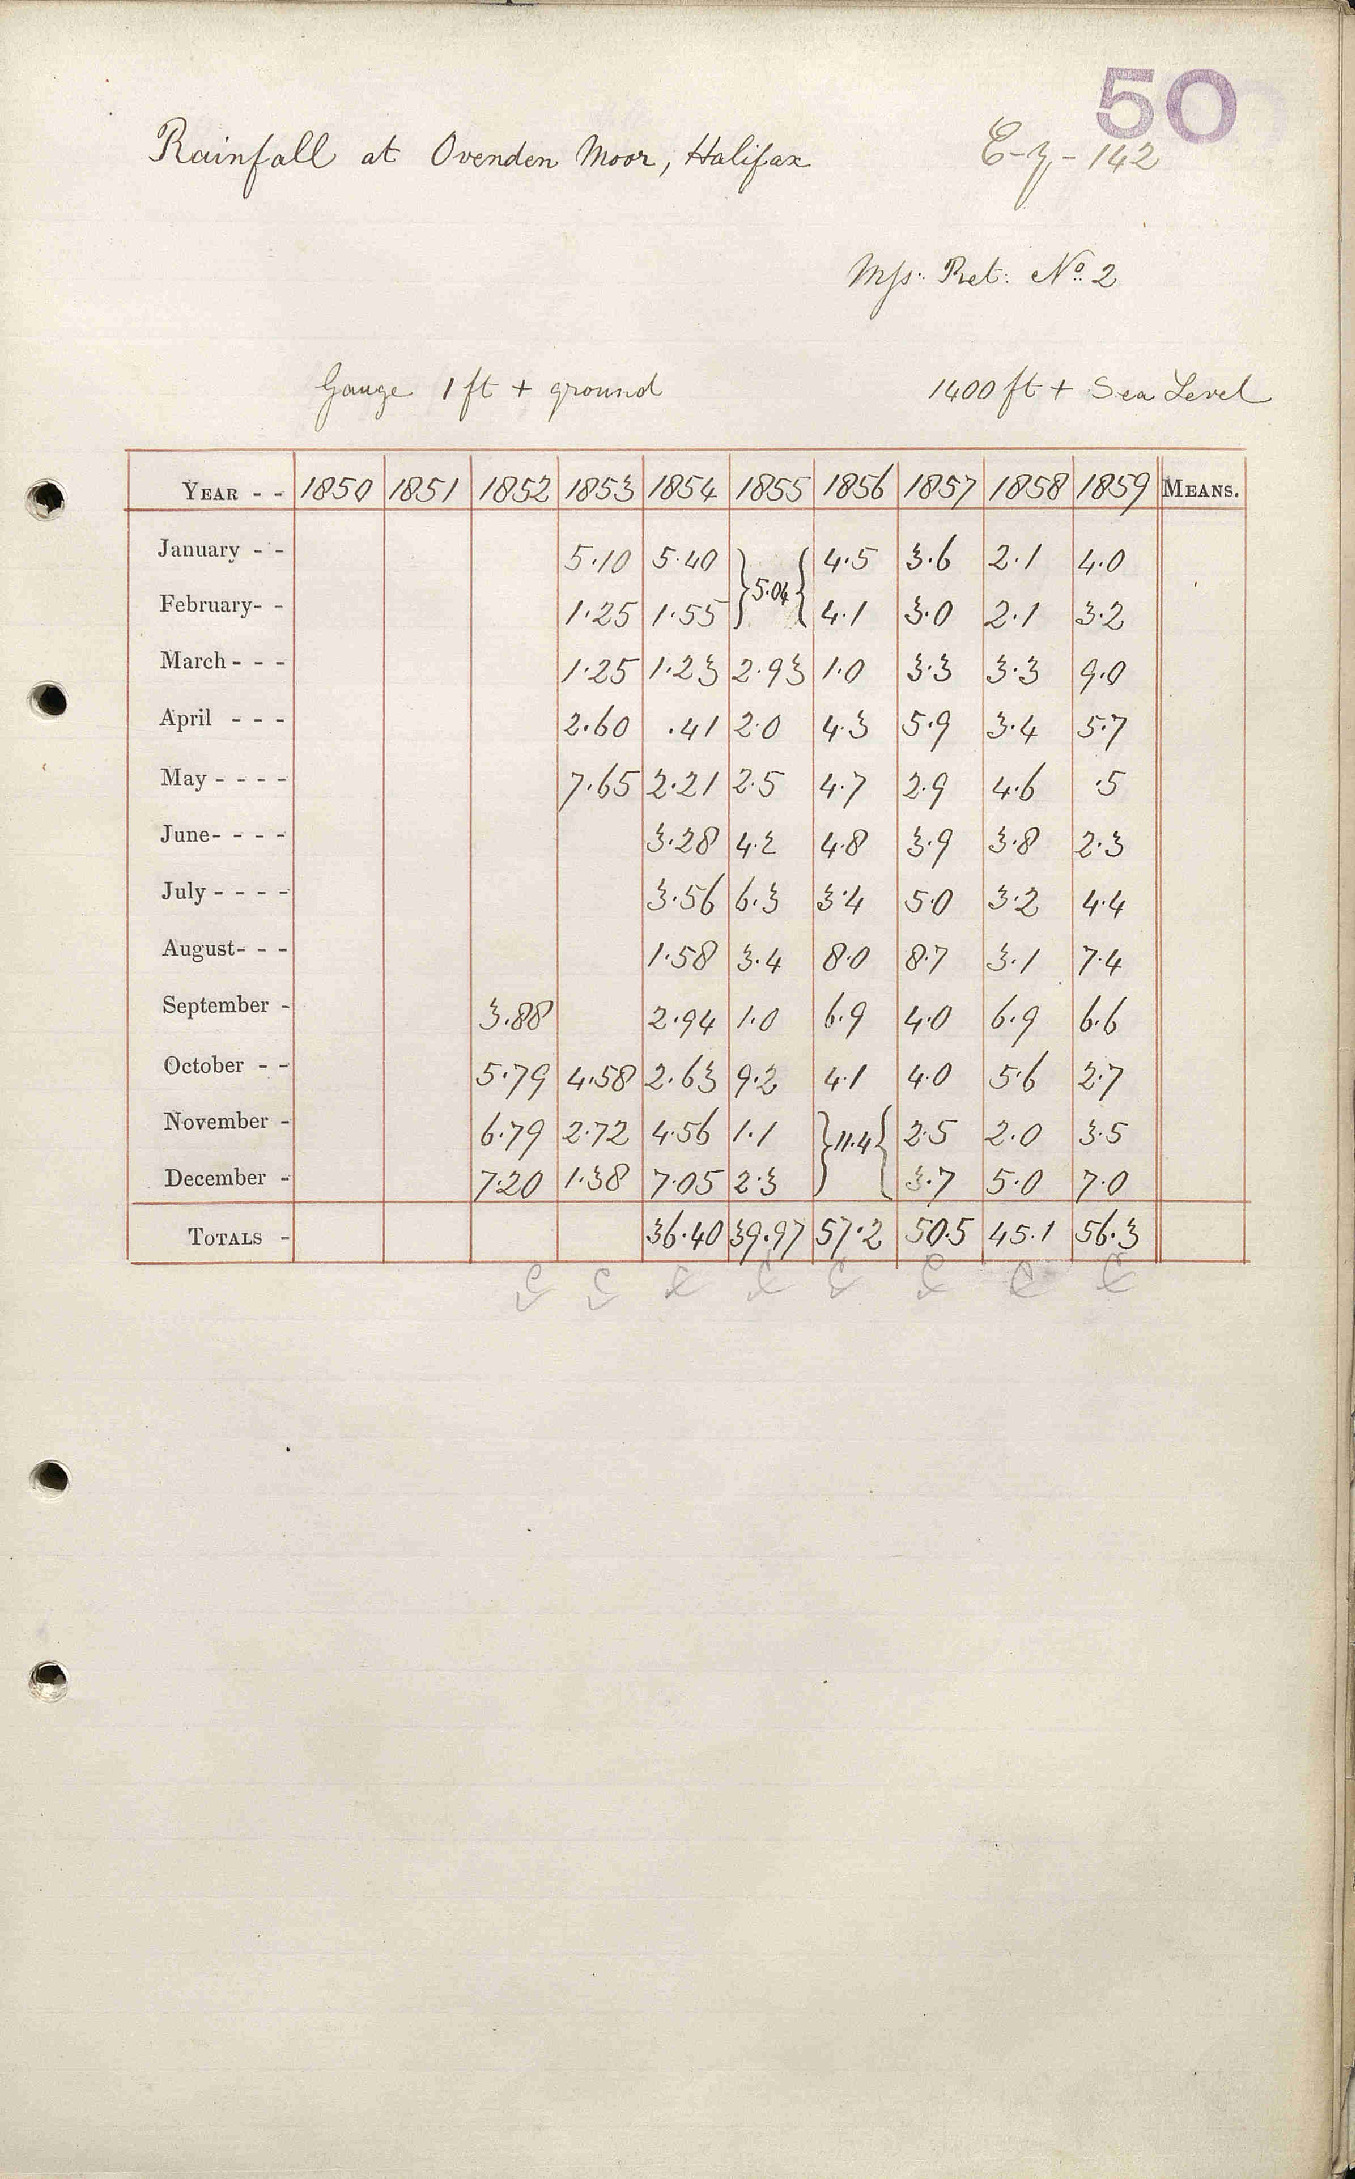 50
Rainfall at Ovenden Moor, Halifax E-y-142
Mss. Ret: No. 2
Gauge 1 ft + ground 1400 ft + Sea Level
YEAR - - 1850 1851 1852 1853 1854 1855 1856 1857 1858 1859 MEANS.
January - - 5.10 5.40 } 5.04 { 4.5 3.6 2.1 4.0
February- - 1.25 1.55 4.1 3.0 2.1 3.2
March - - - 1.25 1.23 2.93 1.0 3.3 3.3 9.0
April - - - 2.60 .41 2.0 4.3 5.9 3.4 5.7
May - - - - 7.65 2.21 2.5 4.7 2.9 4.6 .5
June- - - - 3.28 4.2 4.8 3.9 3.8 2.3
July - - - - 3.56 6.3 3.4 5.0 3.2 4.4
August- - - 1.58 3.4 8.0 8.7 3.1 7.4
September - 3.88 2.94 1.0 6.9 4.0 6.9 6.6
October - - 5.79 4.58 2.63 9.2 4.1 4.0 5.6 2.7
November - 6.79 2.72 4.56 1.1 } 11.4 { 2.5 2.0 3.5
December - 7.20 1.38 7.05 2.3 3.7 5.0 7.0
TOTALS - 36.40 39.97 57.2 50.5 45.1 56.3